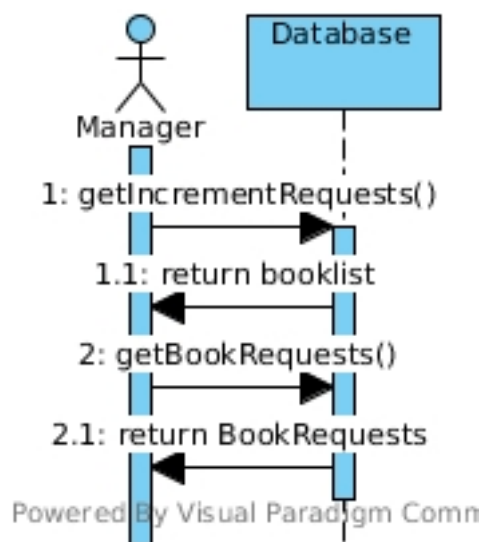 Database
Manager
1: getIncrementRequests()
1.1: return booklist
2: getBookRequests()
2.1: return BookRequests
Powered By Visual Paradigm Comm